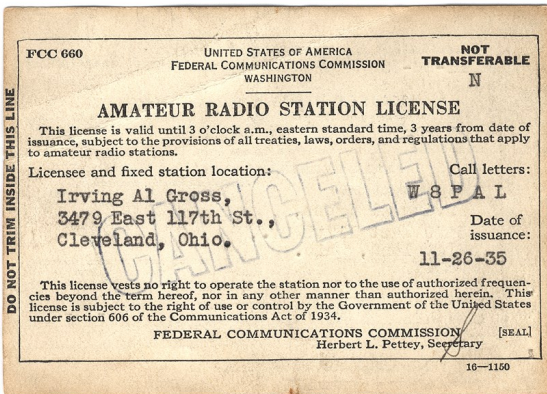 FCC 660
UNITED STATES OF AMERICA
FEDERAL COMMUNICATIONS COMMISSION
WASHINGTON
NOT
TRANSFERABLE
N
AMATEUR RADIO STATION LICENSE
This license is valid until 3 o'clock a.m., eastern standard time, 3 years from date of
issuance, subject to the provisions of all treaties, laws, orders, and regulations that apply
to amateur radio stations.
Licensee and fixed station location:
Call letters:
Irving Al Gross,
W8PAL
3479 East 117th St.,
Date of
Cleveland, Ohio.
issuance:
11-26-35
CANCELED
This license vests no right to operate the station nor to the use of authorized frequen-
cies beyond the term hereof, nor in any other manner than authorized herein. This
license is subject to the right of use or control by the Government of the United States
under section 606 of the Communications Act of 1934.
FEDERAL COMMUNICATIONS COMMISSION
[SEAL]
Herbert L. Pettey, Secretary
16—1150
DO NOT TRIM INSIDE THIS LINE